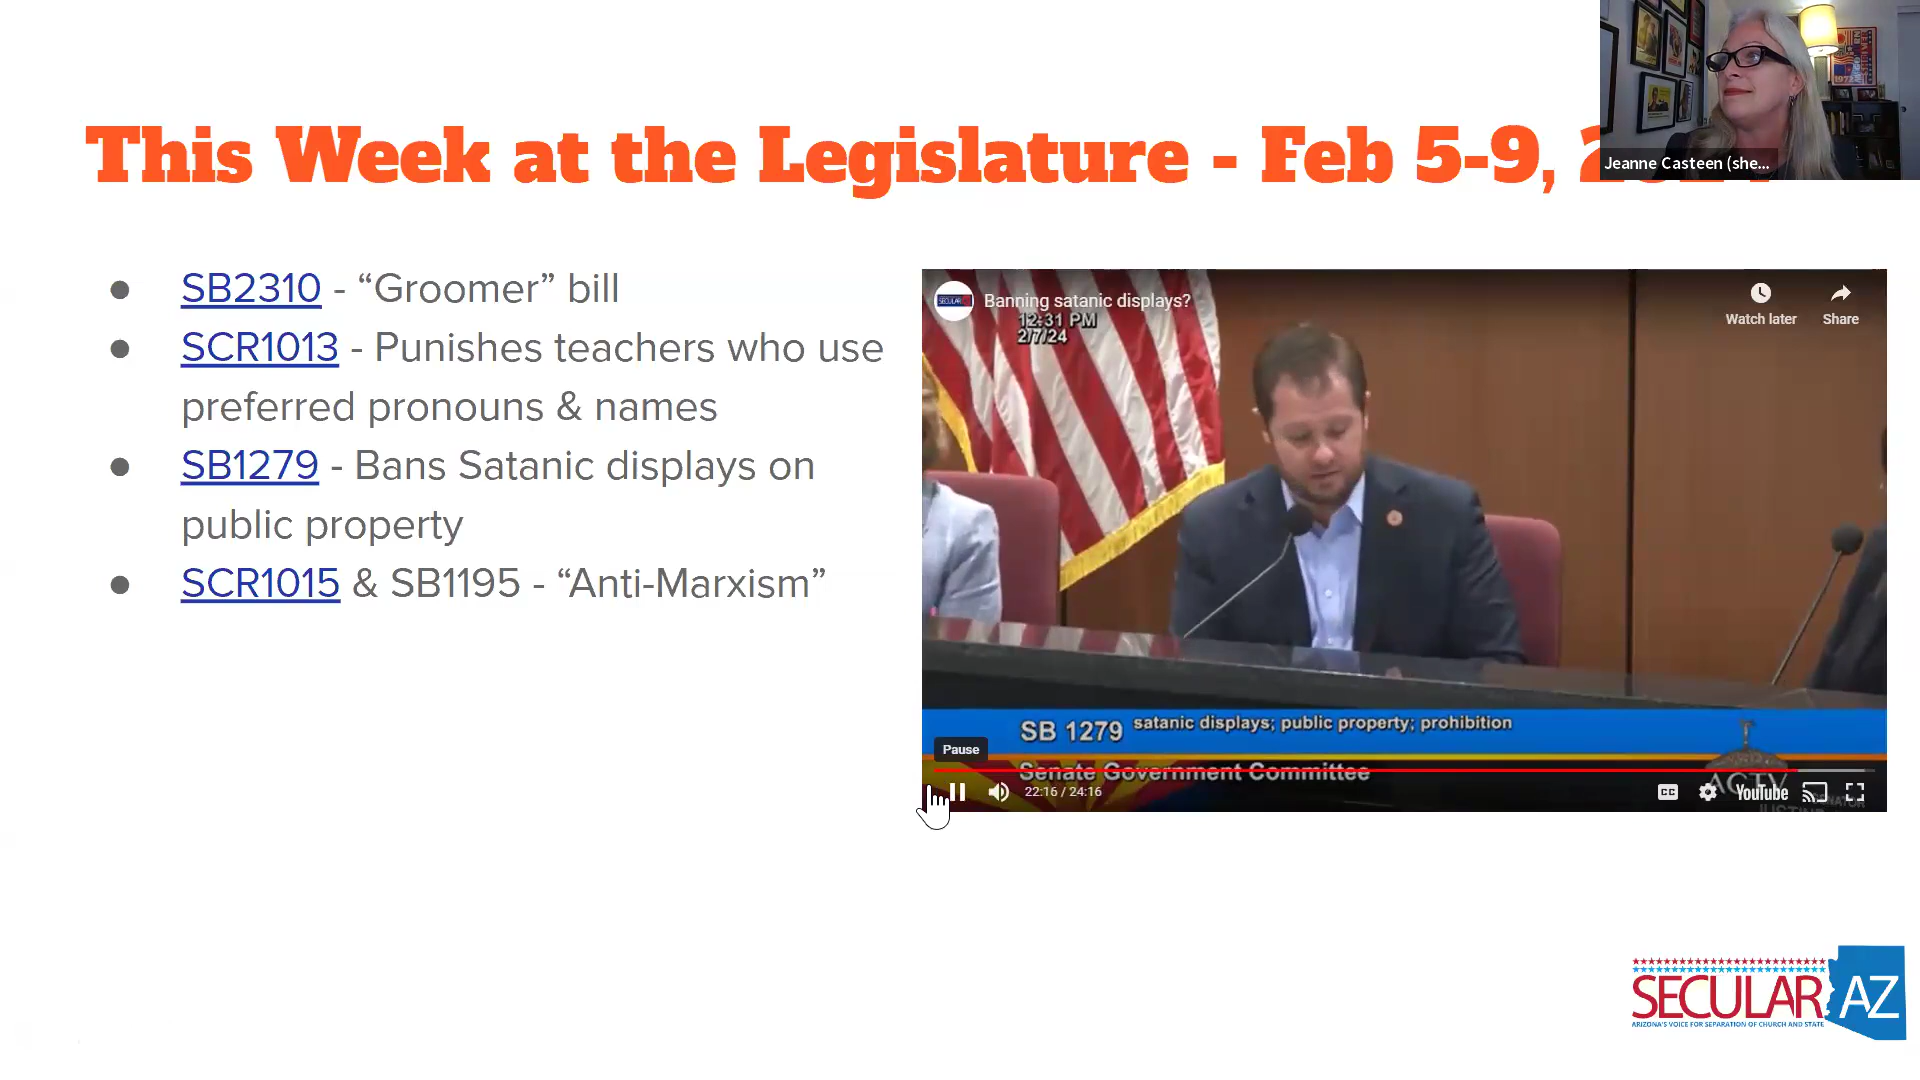 This Week at the Legislature - Feb 5-9,
Jeanne Casteen (she...
SB2310 - “Groomer” bill
SCR1013 - Punishes teachers who use
preferred pronouns & names
SB1279 - Bans Satanic displays on
public property
SCR1015 & SB1195 - “Anti-Marxism”
SECULAR
Banning satanic displays?
12:31 PM
2/7/24
Watch later
Share
SB 1279 satanic displays; public property; prohibition
Pause
Senate Government Committee
ACTV
22:16 / 24:16
CC
YouTube
SECULAR AZ
ARIZONA'S VOICE FOR SEPARATION OF CHURCH AND STATE